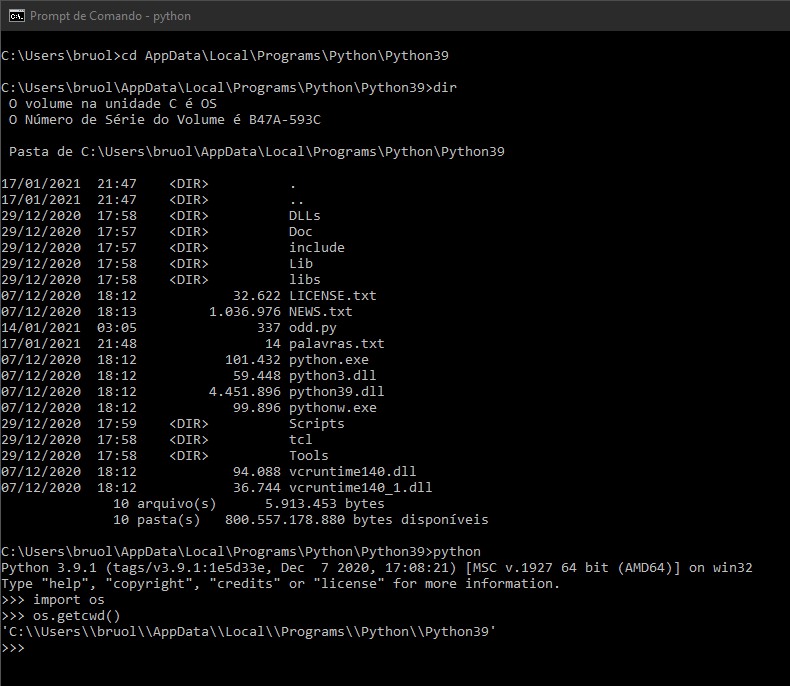 Prompt de Comando - python
C:\Users\bruol>cd AppData\Local\Programs\Python\Python39
C:\Users\bruol\AppData\Local\Programs\Python\Python39>dir
 O volume na unidade C é OS
 O Número de Série do Volume é B47A-593C
 Pasta de C:\Users\bruol\AppData\Local\Programs\Python\Python39
17/01/2021  21:47    <DIR>          .
17/01/2021  21:47    <DIR>          ..
29/12/2020  17:58    <DIR>          DLLs
29/12/2020  17:57    <DIR>          Doc
29/12/2020  17:57    <DIR>          include
29/12/2020  17:58    <DIR>          Lib
29/12/2020  17:58    <DIR>          libs
07/12/2020  18:12            32.622 LICENSE.txt
07/12/2020  18:13         1.036.976 NEWS.txt
14/01/2021  03:05               337 odd.py
17/01/2021  21:48                14 palavras.txt
07/12/2020  18:12           101.432 python.exe
07/12/2020  18:12            59.448 python3.dll
07/12/2020  18:12         4.451.896 python39.dll
07/12/2020  18:12            99.896 pythonw.exe
29/12/2020  17:59    <DIR>          Scripts
29/12/2020  17:58    <DIR>          tcl
29/12/2020  17:58    <DIR>          Tools
07/12/2020  18:12            94.088 vcruntime140.dll
07/12/2020  18:12            36.744 vcruntime140_1.dll
              10 arquivo(s)      5.913.453 bytes
              10 pasta(s)   800.557.178.880 bytes disponíveis
C:\Users\bruol\AppData\Local\Programs\Python\Python39>python
Python 3.9.1 (tags/v3.9.1:1e5d33e, Dec  7 2020, 17:08:21) [MSC v.1927 64 bit (AMD64)] on win32
Type "help", "copyright", "credits" or "license" for more information.
>>> import os
>>> os.getcwd()
'C:\\Users\\bruol\\AppData\\Local\\Programs\\Python\\Python39'
>>>